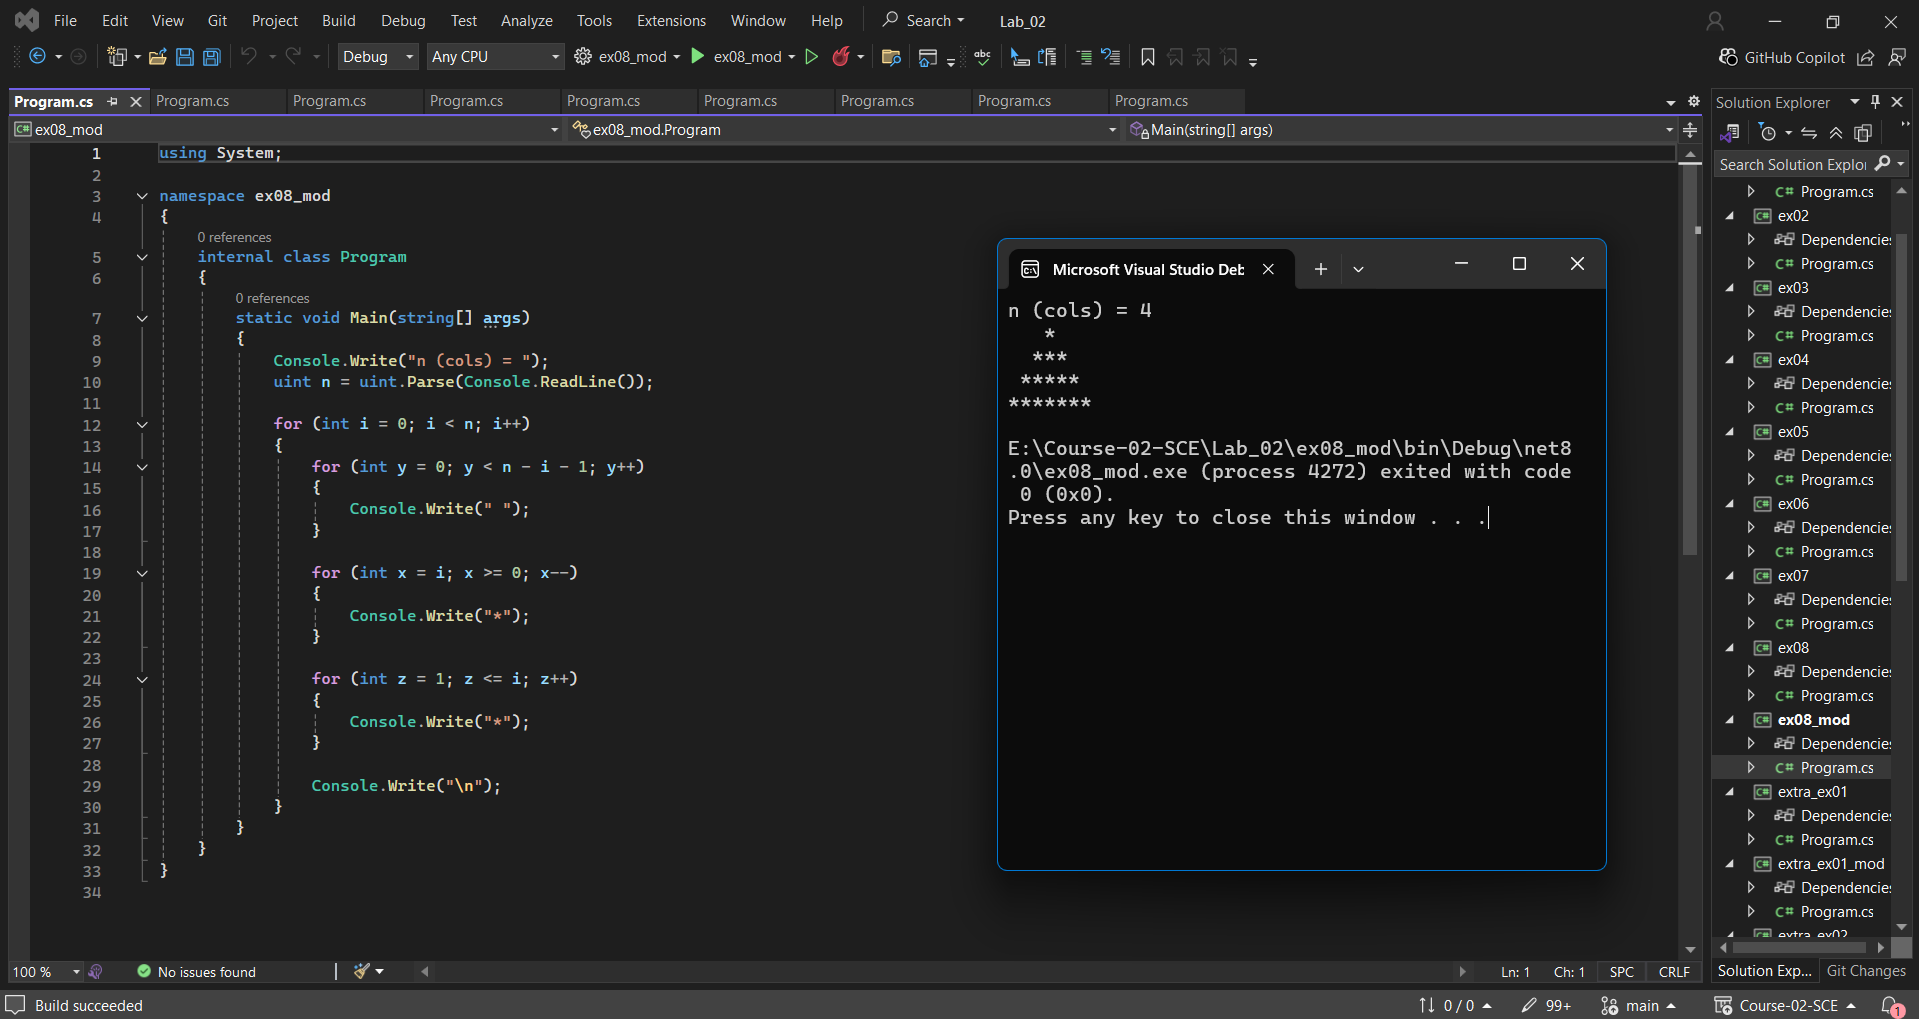 File Edit View Git Project Build Debug Test Analyze Tools Extensions Window Help Search Lab_02
Debug Any CPU ex08_mod ex08_mod abc GitHub Copilot
Program.cs Program.cs Program.cs Program.cs Program.cs Program.cs Program.cs Program.cs Program.cs
C# ex08_mod ex08_mod.Program Main(string[] args)
1 using System;
2
3 namespace ex08_mod
4 {
0 references
5 internal class Program
6 {
0 references
7 static void Main(string[] args)
8 {
9 Console.Write("n (cols) = ");
10 uint n = uint.Parse(Console.ReadLine());
11
12 for (int i = 0; i < n; i++)
13 {
14 for (int y = 0; y < n - i - 1; y++)
15 {
16 Console.Write(" ");
17 }
18
19 for (int x = i; x >= 0; x--)
20 {
21 Console.Write("*");
22 }
23
24 for (int z = 1; z <= i; z++)
25 {
26 Console.Write("*");
27 }
28
29 Console.Write("\n");
30 }
31 }
32 }
33 }
34
Microsoft Visual Studio Deb
n (cols) = 4
*
***
*****
*******
E:\Course-02-SCE\Lab_02\ex08_mod\bin\Debug\net8
.0\ex08_mod.exe (process 4272) exited with code
0 (0x0).
Press any key to close this window . . .
Solution Explorer
Search Solution Explor
C# Program.cs
C# ex02
Dependencies
C# Program.cs
C# ex03
Dependencies
C# Program.cs
C# ex04
Dependencies
C# Program.cs
C# ex05
Dependencies
C# Program.cs
C# ex06
Dependencies
C# Program.cs
C# ex07
Dependencies
C# Program.cs
C# ex08
Dependencies
C# Program.cs
C# ex08_mod
Dependencies
C# Program.cs
C# extra_ex01
Dependencies
C# Program.cs
C# extra_ex01_mod
Dependencies
C# Program.cs
C# extra_ex02
Solution Exp... Git Changes
100 % No issues found Ln: 1 Ch: 1 SPC CRLF
Build succeeded 0 / 0 99+ main Course-02-SCE 1